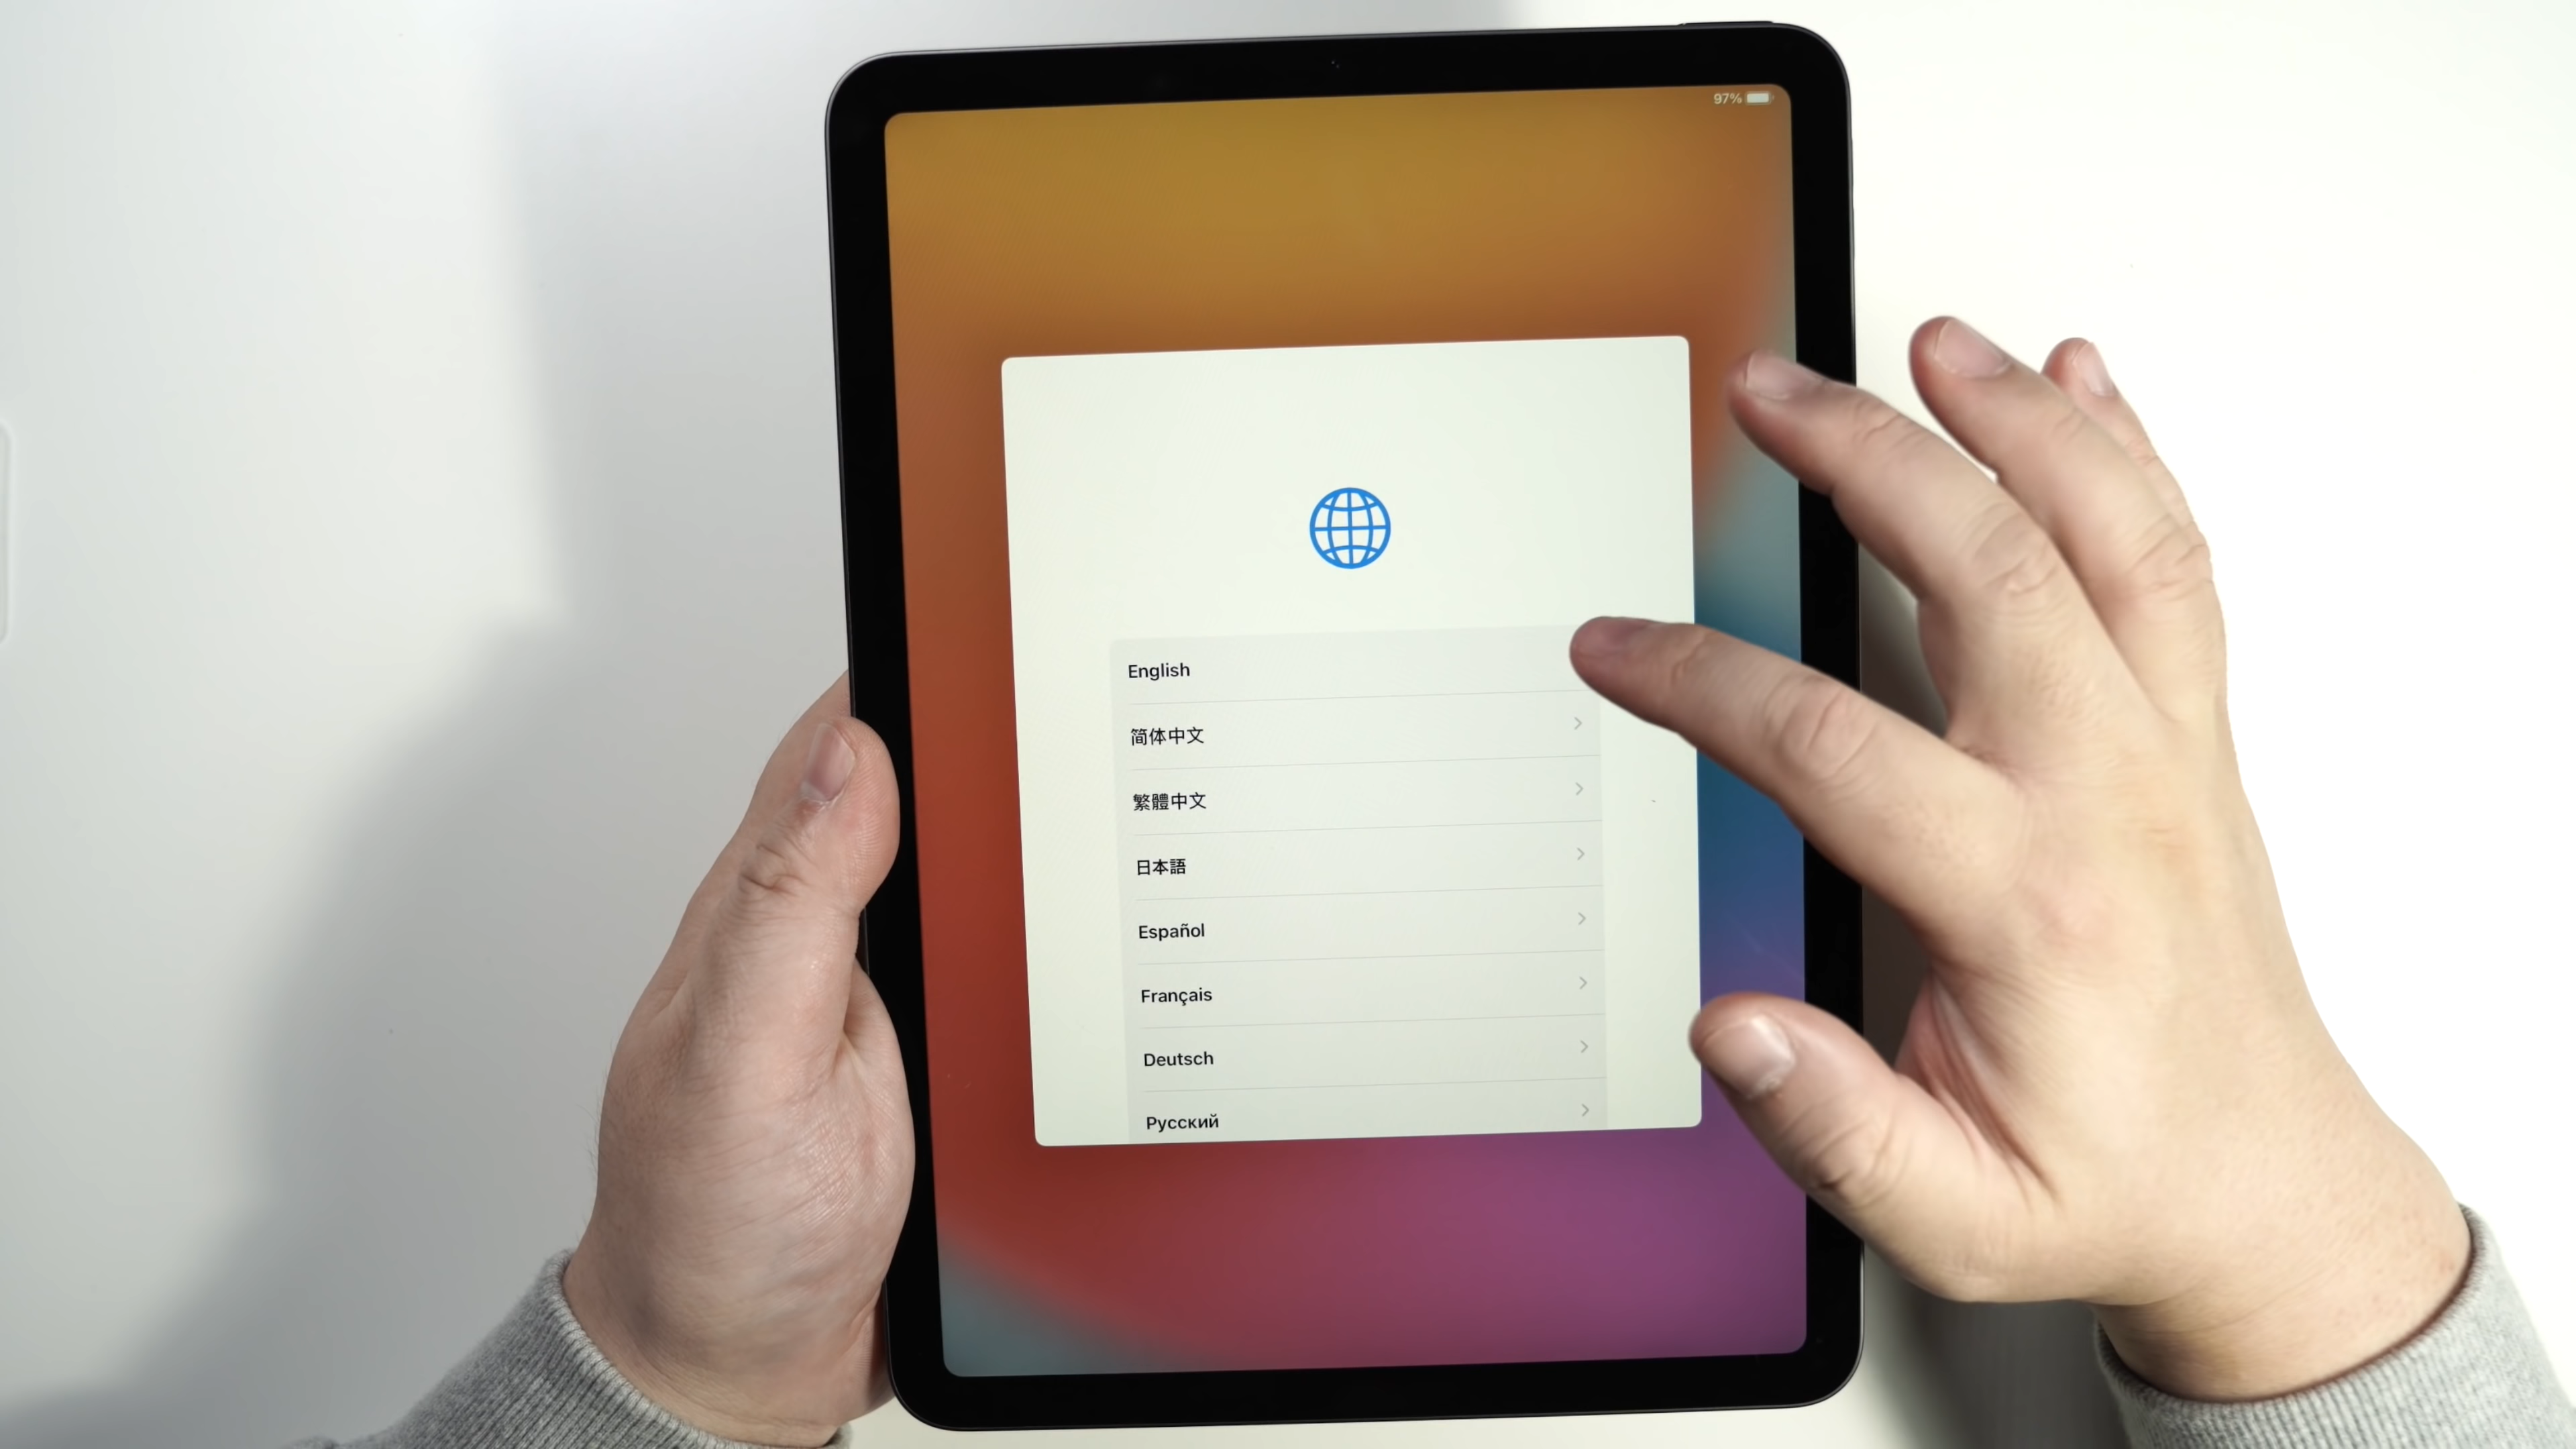 97%
English
简体中文
繁體中文
日本語
Español
Français
Deutsch
Русский